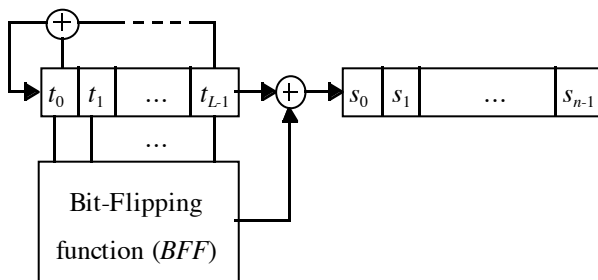 t0 t1 ... tL-1 s0 s1 ... sn-1
...
Bit-Flipping
function (BFF)